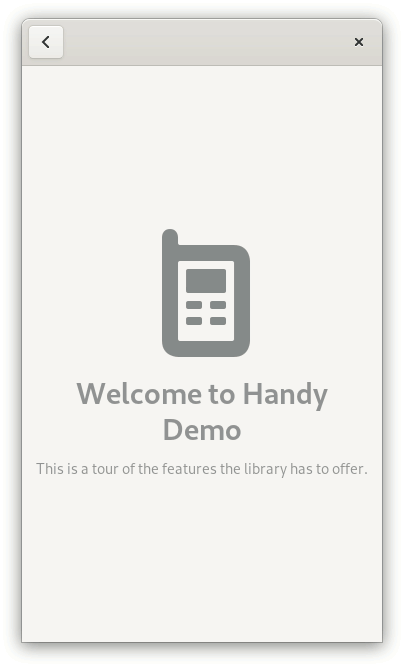 Welcome to Handy
Demo
This is a tour of the features the library has to offer.